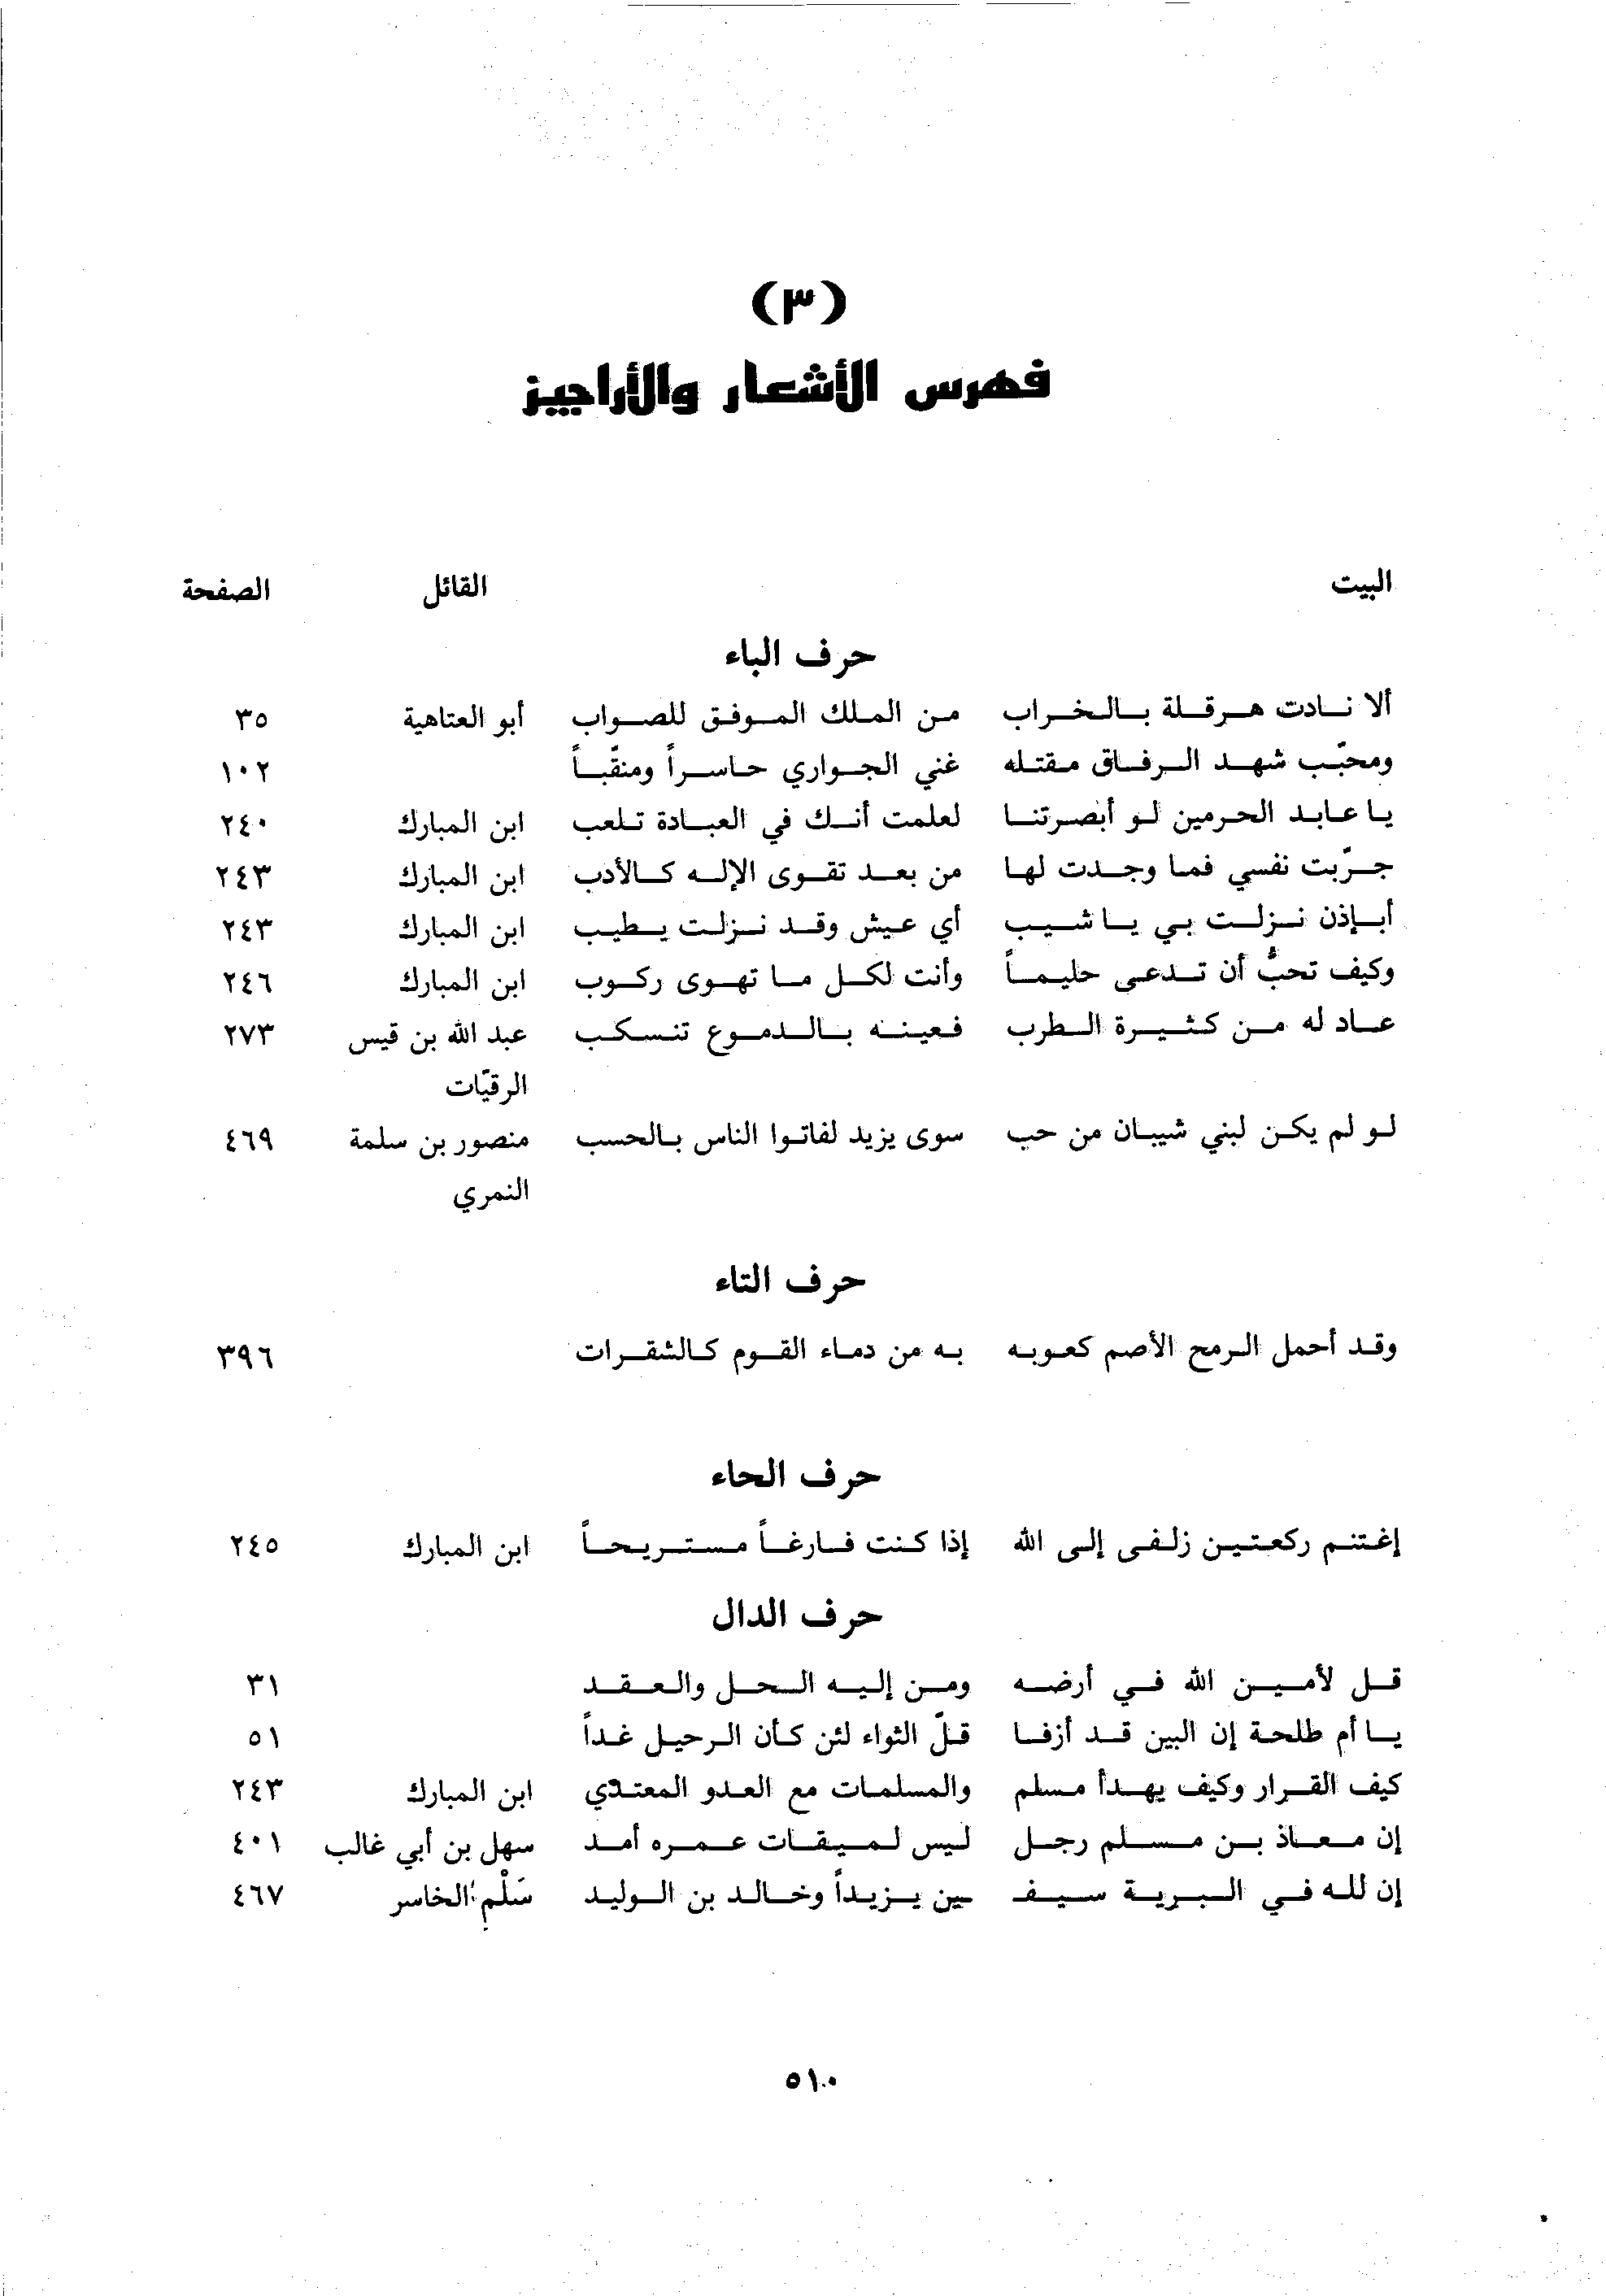 (٣)
فهرس الأشعار والأراجيز
البيت القائل الصفحة
حرف الباء
ألا نادت هرقلة بالخراب من الملك الموفق للصواب أبو العتاهية ٣٥
ومحبّب شهد الرفاق مقتله غني الجواري حاسراً ومنقّباً ١٠٢
يا عابد الحرمين لو أبصرتنا لعلمت أنك في العبادة تلعب ابن المبارك ٢٤٠
جرّبت نفسي فما وجدت لها من بعد تقوى الإله كالأدب ابن المبارك ٢٤٣
أبإذن نزلت بي يا شيب أي عيش وقد نزلت يطيب ابن المبارك ٢٤٣
وكيف تحبُّ أن تدعى حليماً وأنت لكل ما تهوى ركوب ابن المبارك ٢٤٦
عاد له من كثيرة الطرب فعينه بالدموع تنسكب عبد الله بن قيس ٢٧٣
الرقيّات
لو لم يكن لبني شيبان من حب سوى يزيد لفاتوا الناس بالحسب منصور بن سلمة ٤٦٩
النمري
حرف التاء
وقد أحمل الرمح الأصم كعوبه به من دماء القوم كالشقرات ٣٩٦
حرف الحاء
إغتنم ركعتين زلفى إلى الله إذا كنت فارغاً مستريحاً ابن المبارك ٢٤٥
حرف الدال
قل لأمين الله في أرضه ومن إليه الحل والعقد ٣١
يا أم طلحة إن البين قد أزفا قلّ الثواء لئن كأن الرحيل غداً ٥١
كيف القرار وكيف يهدأ مسلم والمسلمات مع العدو المعتدي ابن المبارك ٢٤٣
إن معاذ بن مسلم رجل ليس لميقات عمره أمد سهل بن أبي غالب ٤٠١
إن لله في البرية سيف ـين يزيداً وخالد بن الوليد سَلْم الخاسر ٤٦٧
٥١٠